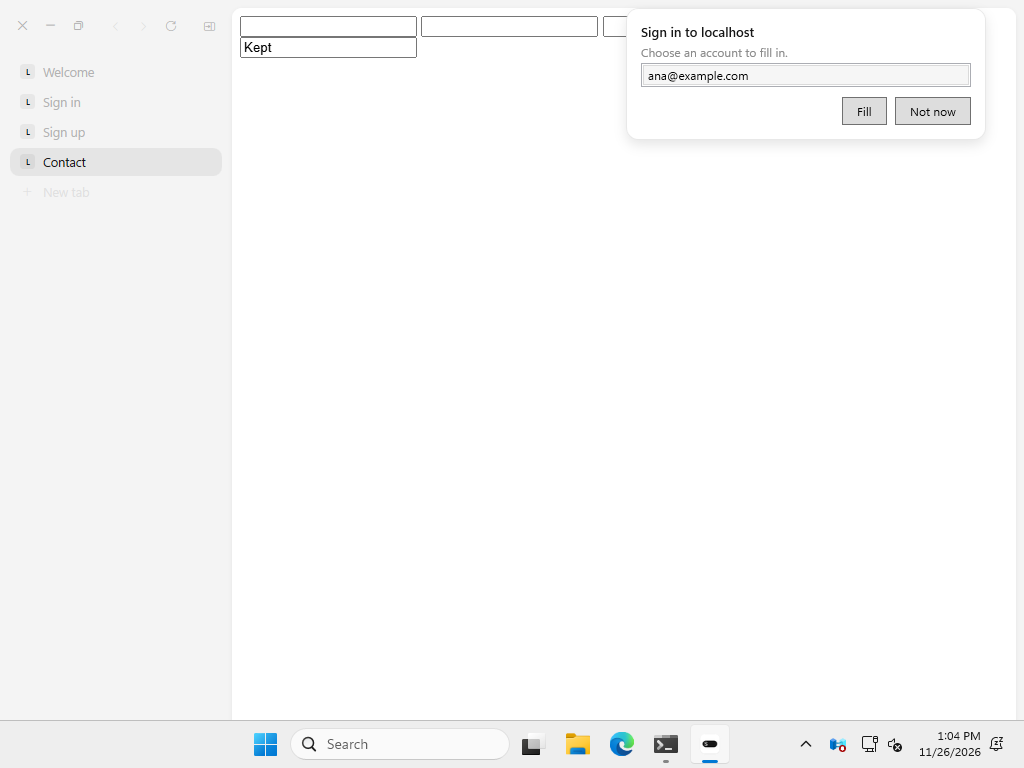 L Welcome
L Sign in
L Sign up
L Contact
+ New tab
Kept
Sign in to localhost
Choose an account to fill in.
ana@example.com
Fill
Not now
Search
1:04 PM
11/26/2026